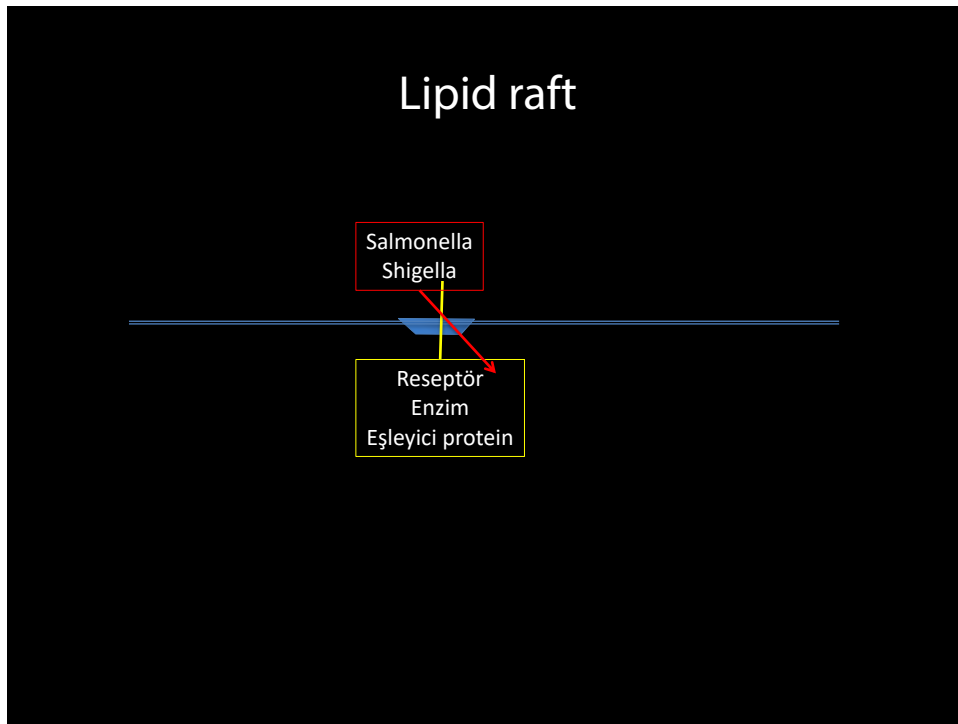 Lipid raft
Salmonella
Shigella
Reseptör
Enzim
Eşleyici protein